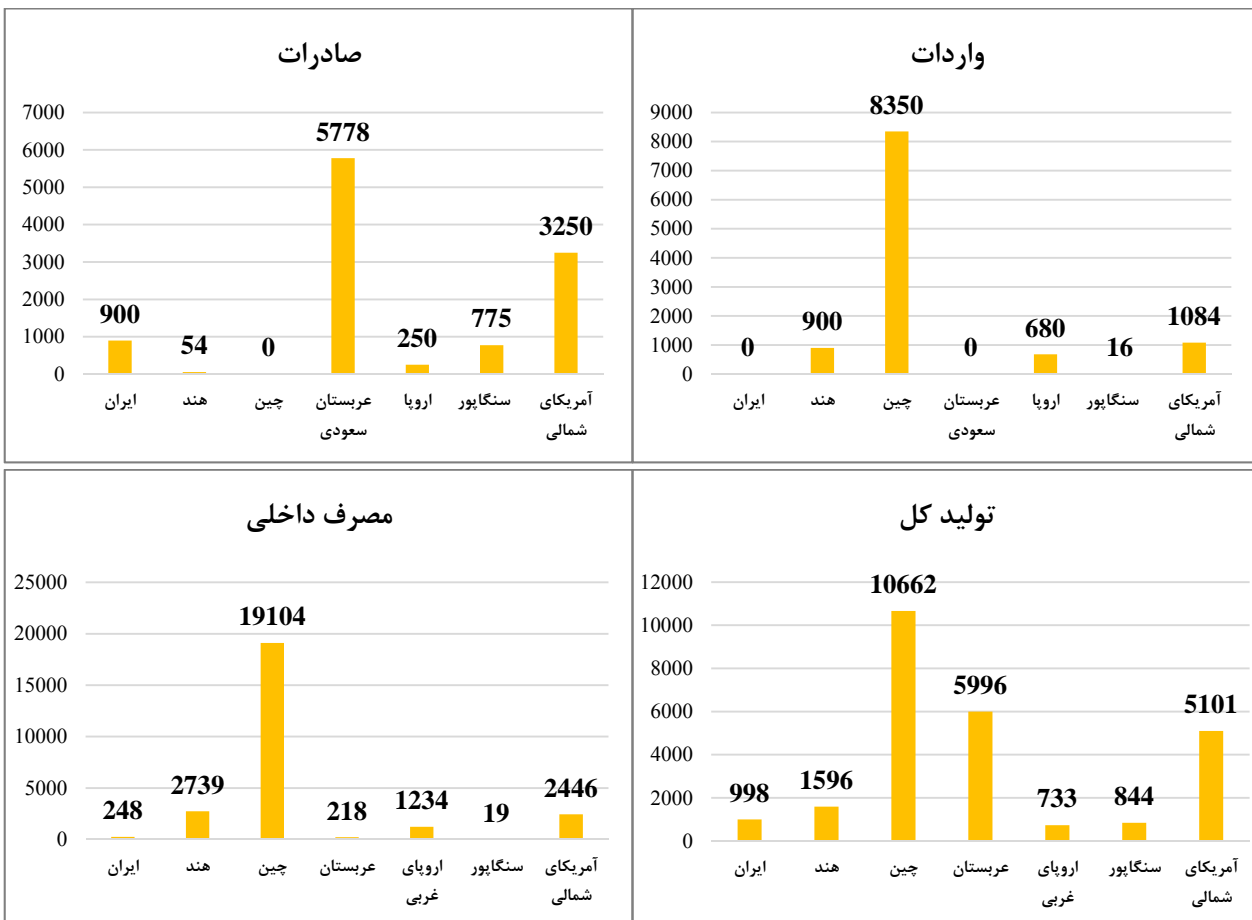 صادرات
7000
6000
5000
4000
3000
2000
1000
0
900
54
0
5778
250
775
3250
ایران
هند
چین
عربستان
سعودی
اروپا
سنگاپور
آمریکای
شمالی
واردات
9000
8000
7000
6000
5000
4000
3000
2000
1000
0
0
900
8350
0
680
16
1084
ایران
هند
چین
عربستان
سعودی
اروپا
سنگاپور
آمریکای
شمالی
مصرف داخلی
25000
20000
15000
10000
5000
0
248
2739
19104
218
1234
19
2446
ایران
هند
چین
عربستان
اروپای
غربی
سنگاپور
آمریکای
شمالی
تولید کل
12000
10000
8000
6000
4000
2000
0
998
1596
10662
5996
733
844
5101
ایران
هند
چین
عربستان
اروپای
غربی
سنگاپور
آمریکای
شمالی